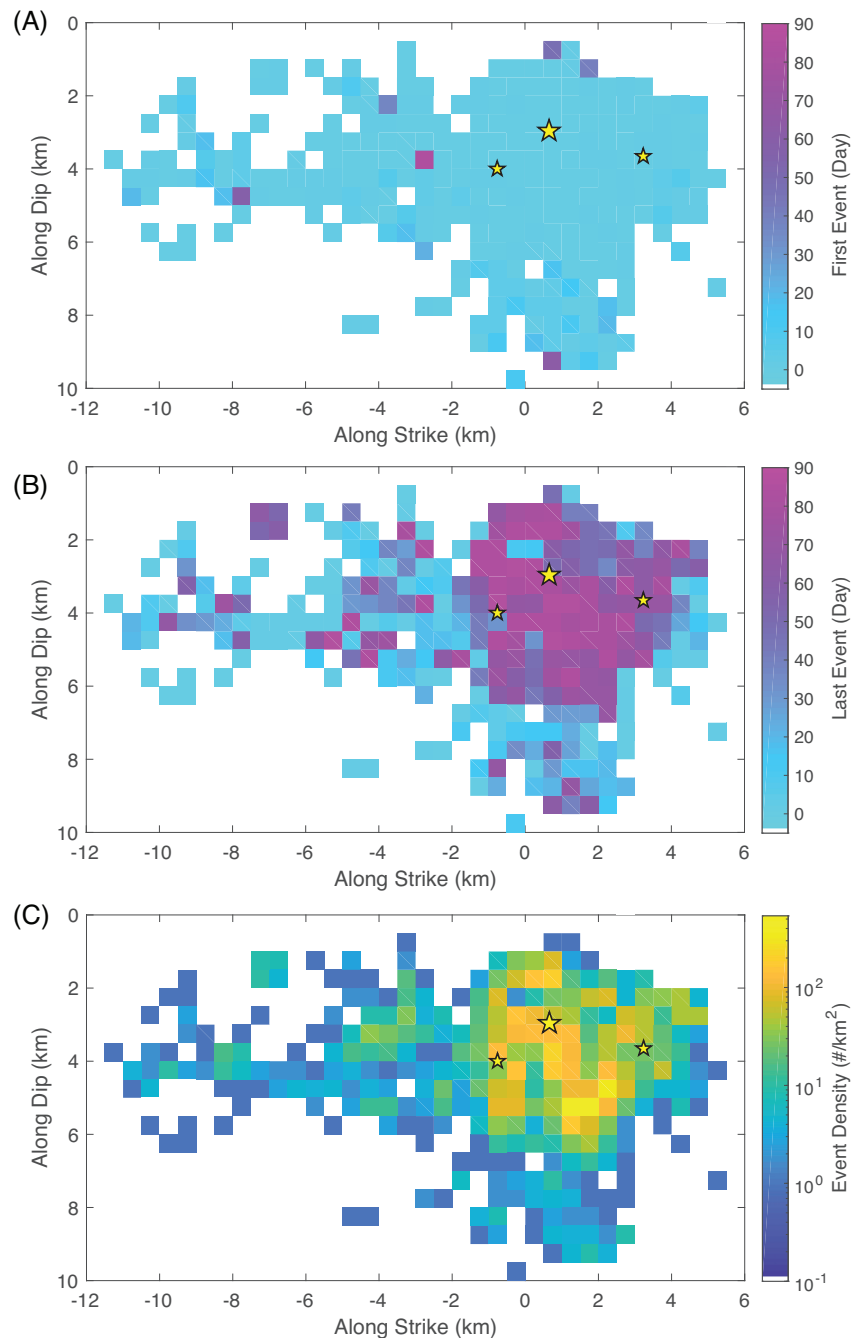 (A)
0
2
4
6
8
10
Along Dip (km)
-12 -10 -8 -6 -4 -2 0 2 4 6
Along Strike (km)
90
80
70
60
50
40
30
20
10
0
First Event (Day)
(B)
0
2
4
6
8
10
Along Dip (km)
-12 -10 -8 -6 -4 -2 0 2 4 6
Along Strike (km)
90
80
70
60
50
40
30
20
10
0
Last Event (Day)
(C)
0
2
4
6
8
10
Along Dip (km)
-12 -10 -8 -6 -4 -2 0 2 4 6
Along Strike (km)
10²
10¹
10⁰
10⁻¹
Event Density (#/km²)